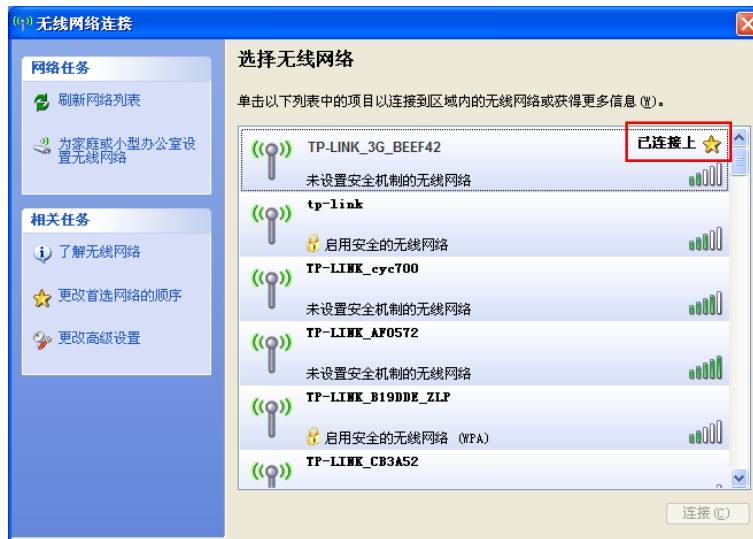 无线网络连接
网络任务
刷新网络列表
为家庭或小型办公室设
置无线网络
相关任务
了解无线网络
更改首选网络的顺序
更改高级设置
选择无线网络
单击以下列表中的项目以连接到区域内的无线网络或获得更多信息(W)。
TP-LINK_3G_BEEF42
已连接上
未设置安全机制的无线网络
tp-link
启用安全的无线网络
TP-LINK_cyc700
未设置安全机制的无线网络
TP-LINK_AF0572
未设置安全机制的无线网络
TP-LINK_B19DDE_ZLP
启用安全的无线网络 (WPA)
TP-LINK_CB3A52
连接(C)